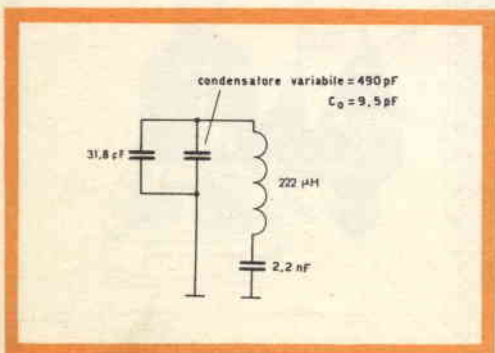 condensatore variabile = 490 pF
C₀ = 9,5 pF
31,8 pF
222 µH
2,2 nF